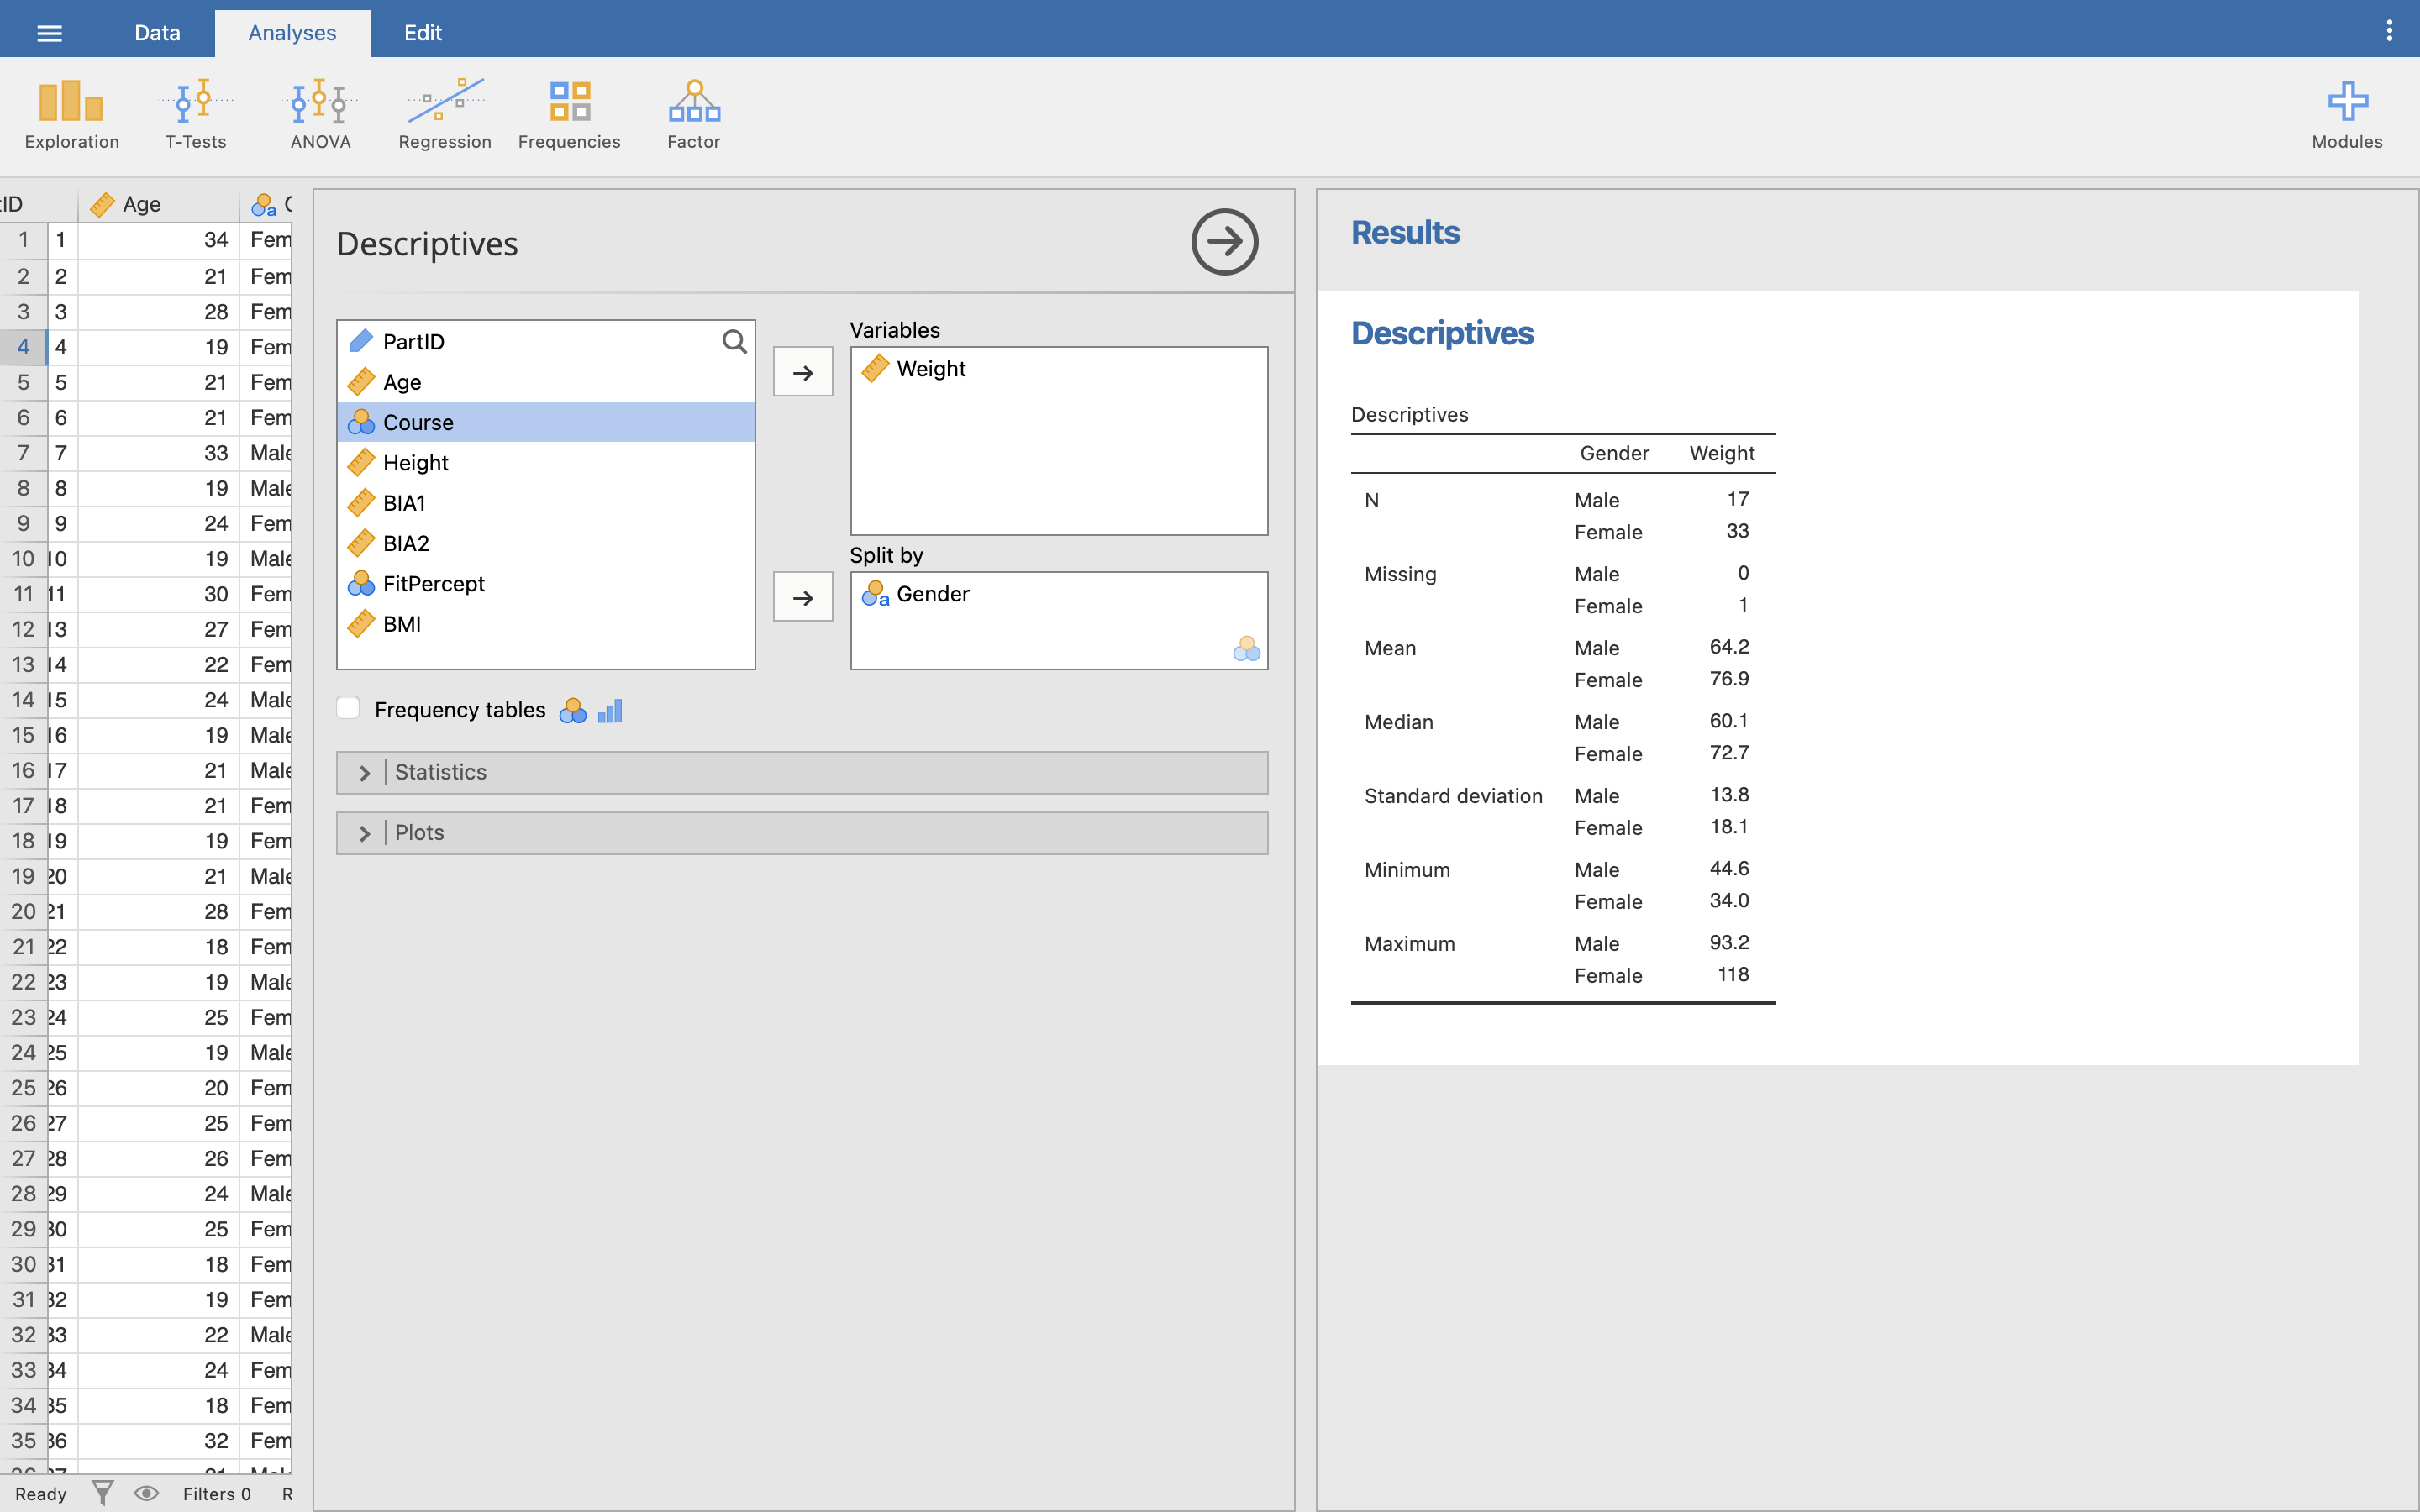 Data Analyses Edit
Exploration T-Tests ANOVA Regression Frequencies Factor Modules
ID Age
1 1 34 Fem
2 2 21 Fem
3 3 28 Fem
4 4 19 Fem
5 5 21 Fem
6 6 21 Fem
7 7 33 Male
8 8 19 Male
9 9 24 Fem
10 10 19 Male
11 11 30 Fem
12 13 27 Fem
13 14 22 Fem
14 15 24 Male
15 16 19 Male
16 17 21 Male
17 18 21 Fem
18 19 19 Fem
19 20 21 Male
20 21 28 Fem
21 22 18 Fem
22 23 19 Male
23 24 25 Fem
24 25 19 Male
25 26 20 Fem
26 27 25 Fem
27 28 26 Fem
28 29 24 Male
29 30 25 Fem
30 31 18 Fem
31 32 19 Fem
32 33 22 Male
33 34 24 Fem
34 35 18 Fem
35 36 32 Fem
Ready Filters 0 R
Descriptives
PartID
Age
Course
Height
BIA1
BIA2
FitPercept
BMI
Variables
Weight
Split by
a Gender
Frequency tables
Statistics
Plots
Results
Descriptives
Descriptives
Gender Weight
N Male 17
Female 33
Missing Male 0
Female 1
Mean Male 64.2
Female 76.9
Median Male 60.1
Female 72.7
Standard deviation Male 13.8
Female 18.1
Minimum Male 44.6
Female 34.0
Maximum Male 93.2
Female 118